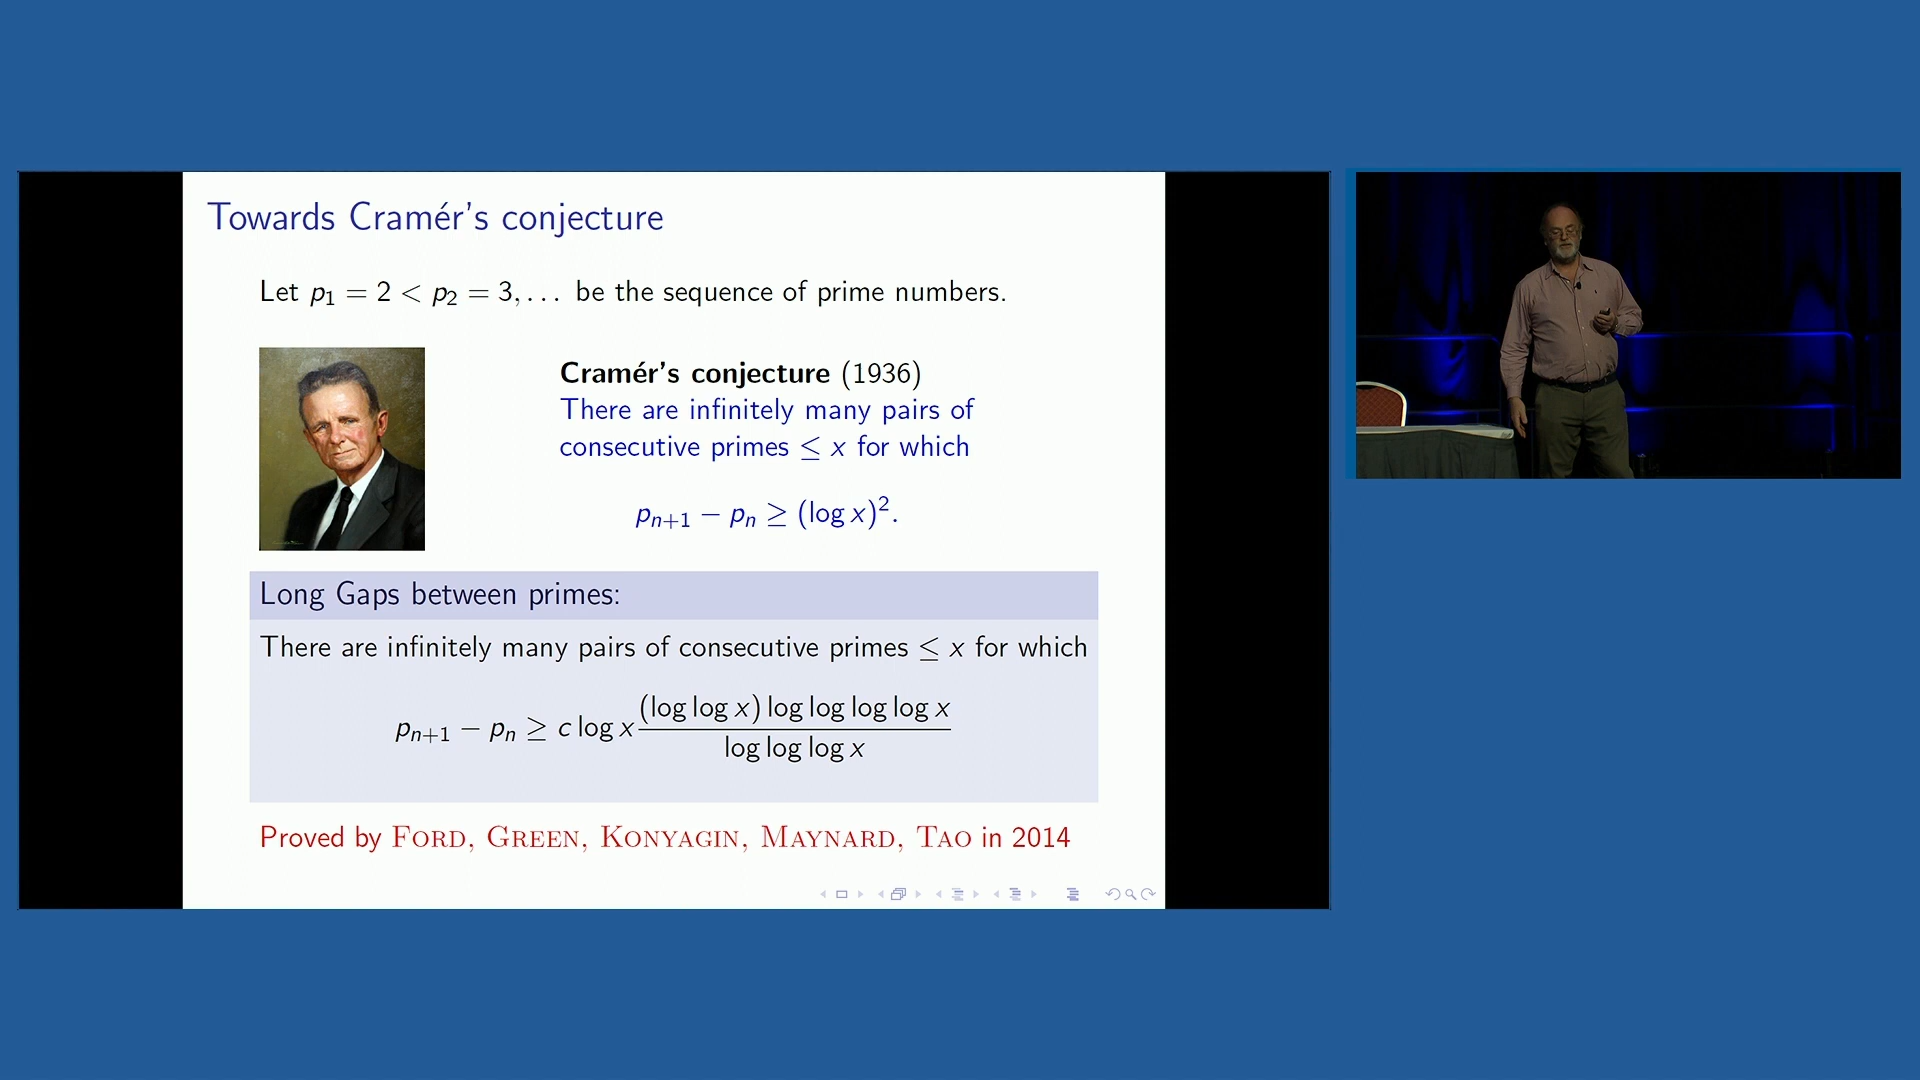 Towards Cramér's conjecture
Let p₁ = 2 < p₂ = 3, . . . be the sequence of prime numbers.
Cramér's conjecture (1936)
There are infinitely many pairs of
consecutive primes ≤ x for which
pₙ₊₁ − pₙ ≥ (log x)².
Long Gaps between primes:
There are infinitely many pairs of consecutive primes ≤ x for which
pₙ₊₁ − pₙ ≥ c log x (log log x) log log log log x / log log log x
Proved by FORD, GREEN, KONYAGIN, MAYNARD, TAO in 2014